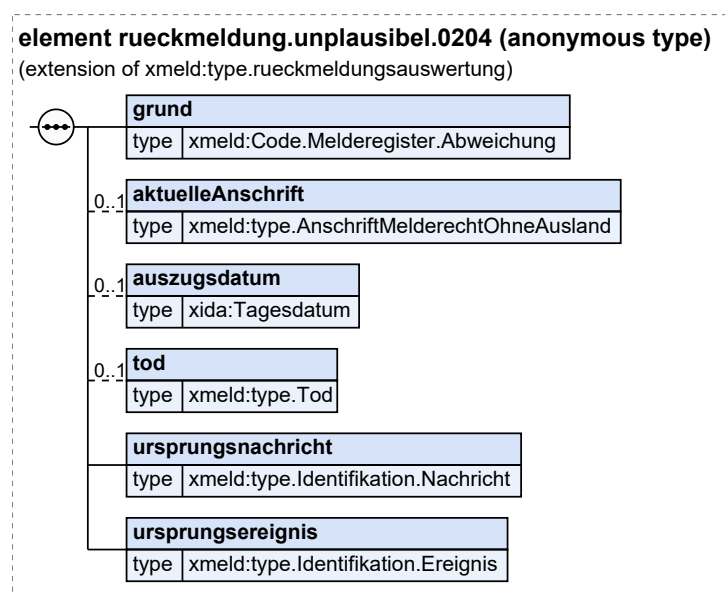 element rueckmeldung.unplausibel.0204 (anonymous type)
(extension of xmeld:type.rueckmeldungsauswertung)
grund
type xmeld:Code.Melderegister.Abweichung
0..1 aktuelleAnschrift
type xmeld:type.AnschriftMelderechtOhneAusland
0..1 auszugsdatum
type xida:Tagesdatum
0..1 tod
type xmeld:type.Tod
ursprungsnachricht
type xmeld:type.Identifikation.Nachricht
ursprungsereignis
type xmeld:type.Identifikation.Ereignis